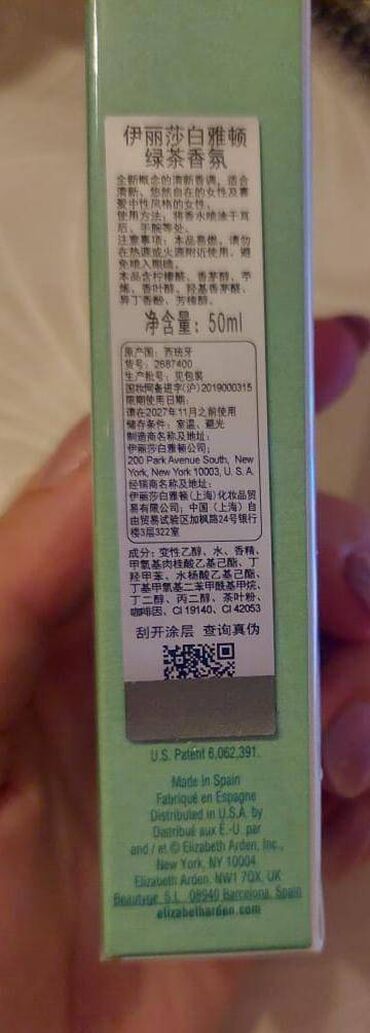 伊丽莎白雅顿
绿茶香氛
全新概念的清新香调，适合
清新、悠然自在的女性及喜
爱中性风格的女性。
使用方法：将香水喷涂于耳
后、手腕等处。
注意事项：本品易燃。请勿
在热源或火源附近使用。避
免喷入眼睛。
本品含柠檬醛、香茅醇、苧
烯、香叶醇、羟基香茅醛、
异丁香酚、芳樟醇。
净含量：50ml
原产国：西班牙
货号：2687400
生产批号：见包装
国妆网备进字(沪)2019000315
限期使用日期：
请在2027年11月之前使用
储存条件：室温、避光
制造商名称及地址：
伊丽莎白雅顿公司；
200 Park Avenue South, New
York, New York 10003, U. S. A.
经销商名称及地址：
伊丽莎白雅顿(上海)化妆品贸
易有限公司；中国（上海）自
由贸易试验区加枫路24号银行
楼3层322室
成分：变性乙醇、水、香精、
甲氧基肉桂酸乙基己酯、丁
羟甲苯、水杨酸乙基己酯、
丁基甲氧基二苯甲酰基甲烷、
丁二醇、丙二醇、茶叶粉、
咖啡因、CI 19140、CI 42053
刮开涂层 查询真伪
U.S. Patent 6,062,391.
Made in Spain
Fabriqué en Espagne
Distributed in U.S.A. by
Distribué aux É.-U. par
and / et © Elizabeth Arden, Inc.,
New York, NY 10004
Elizabeth Arden, NW1 7QX, UK
Beautyge, S.L. 08940 Barcelona, Spain
elizabetharden.com